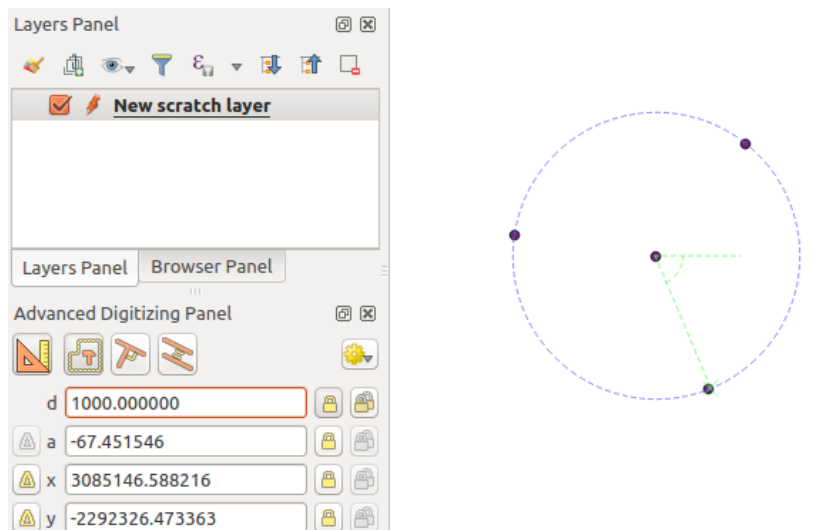 Layers Panel
New scratch layer
Layers Panel Browser Panel
Advanced Digitizing Panel
d 1000.000000
a -67.451546
x 3085146.588216
y -2292326.473363